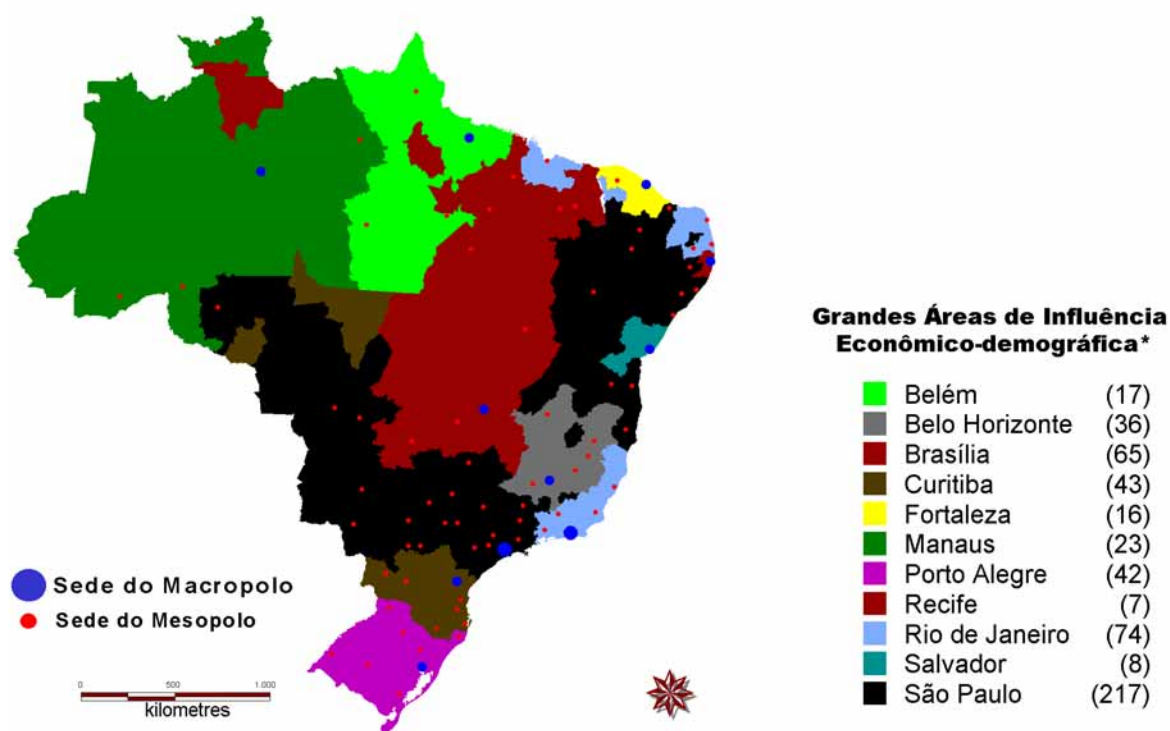 Grandes Áreas de Influência
Econômico-demográfica*
Belém (17)
Belo Horizonte (36)
Brasília (65)
Curitiba (43)
Fortaleza (16)
Manaus (23)
Porto Alegre (42)
Recife (7)
Rio de Janeiro (74)
Salvador (8)
São Paulo (217)
Sede do Macropolo
Sede do Mesopolo
0 500 1.000
kilometres